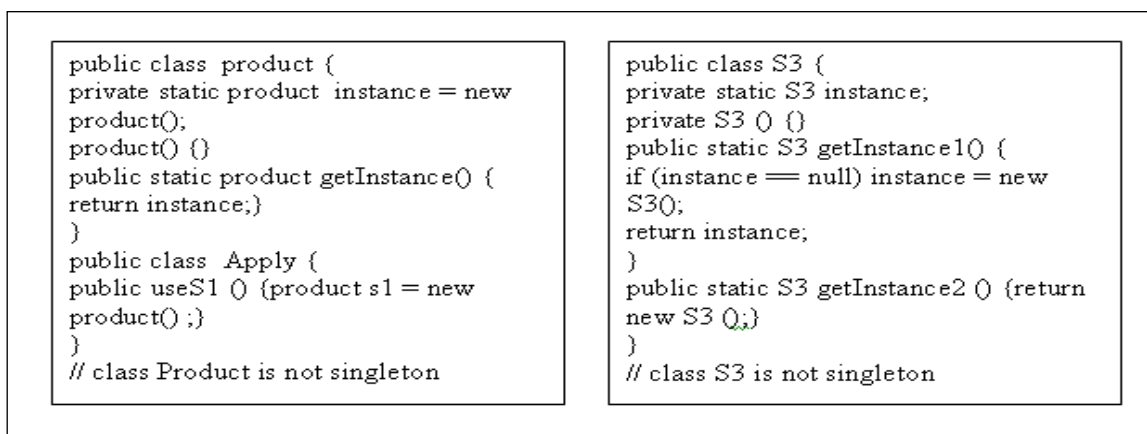 public class  product {
private static product  instance = new
product();
product() {}
public static product getInstance() {
return instance;}
}
public class  Apply {
public useS1 () {product s1 = new
product() ;}
}
// class Product is not singleton
public class S3 {
private static S3 instance;
private S3 () {}
public static S3 getInstance1() {
if (instance == null) instance = new
S3();
return instance;
}
public static S3 getInstance2 () {return
new S3 ();}
}
// class S3 is not singleton